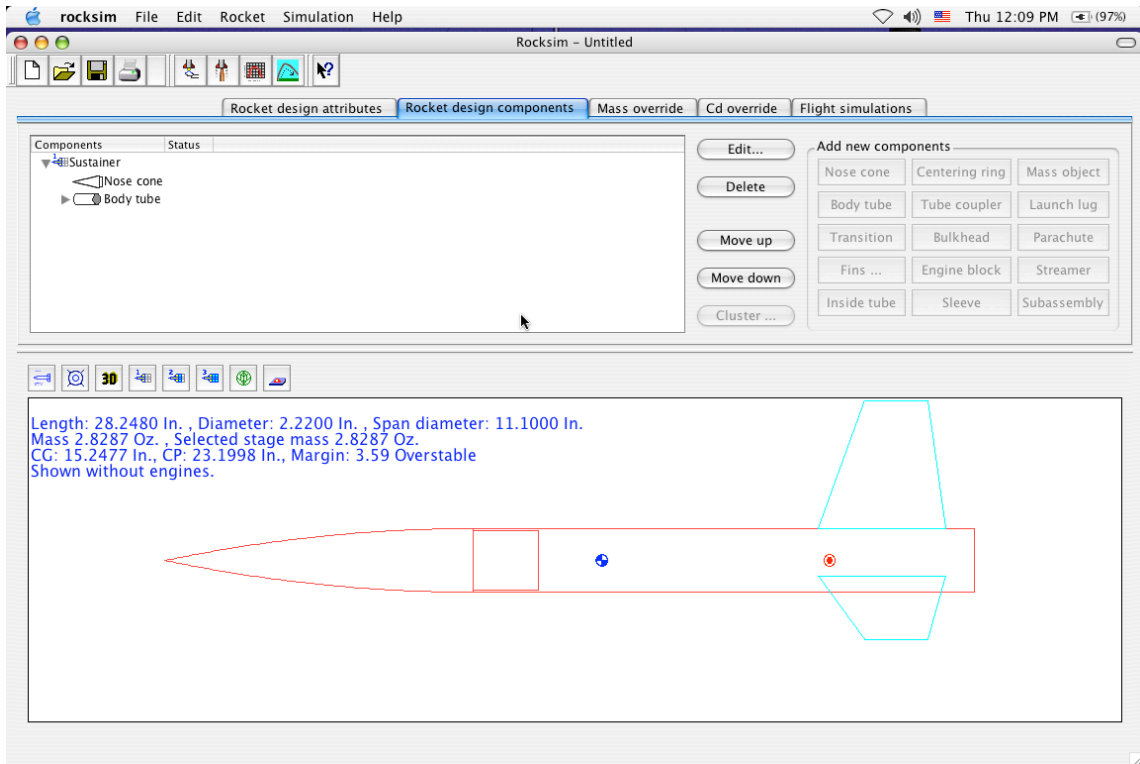 rocksim File Edit Rocket Simulation Help Thu 12:09 PM (97%)
Rocksim – Untitled
Rocket design attributes Rocket design components Mass override Cd override Flight simulations
Components Status
Sustainer
Nose cone
Body tube
Edit...
Delete
Move up
Move down
Cluster ...
Add new components
Nose cone Centering ring Mass object
Body tube Tube coupler Launch lug
Transition Bulkhead Parachute
Fins ... Engine block Streamer
Inside tube Sleeve Subassembly
3D 1 2 3
Length: 28.2480 In. , Diameter: 2.2200 In. , Span diameter: 11.1000 In.
Mass 2.8287 Oz. , Selected stage mass 2.8287 Oz.
CG: 15.2477 In., CP: 23.1998 In., Margin: 3.59 Overstable
Shown without engines.